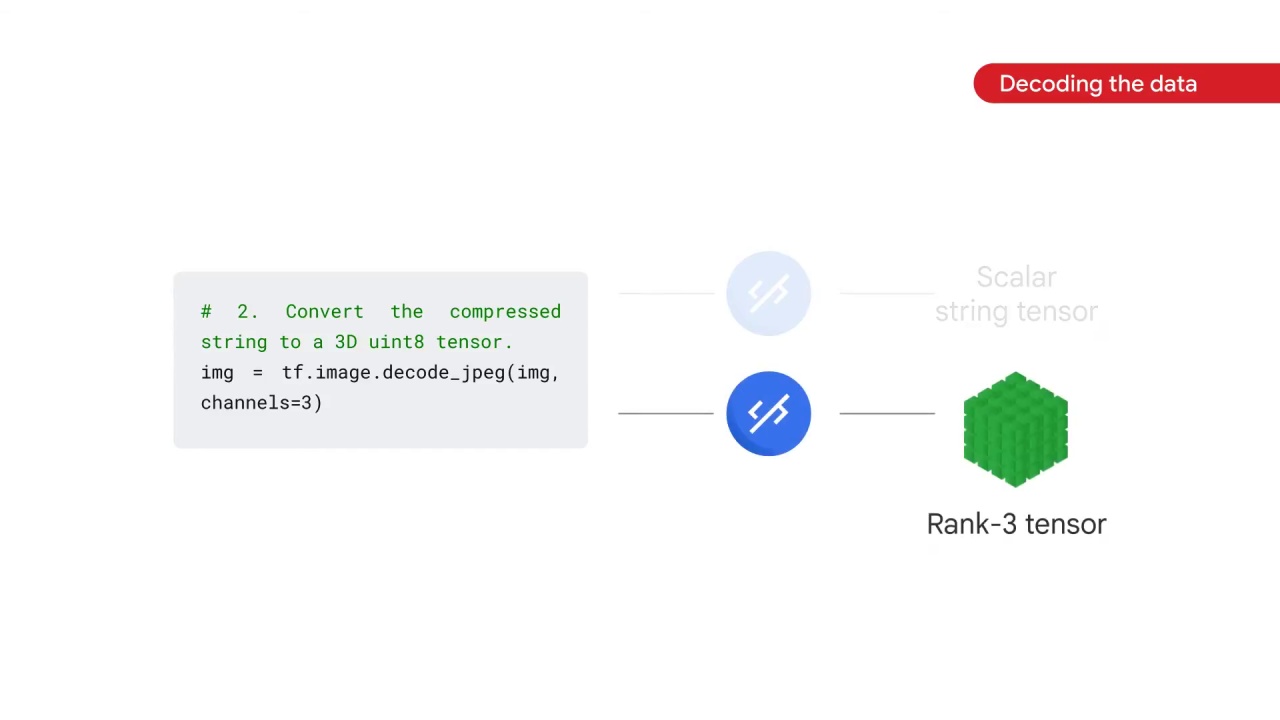 Decoding the data
# 2. Convert the compressed
string to a 3D uint8 tensor.
img = tf.image.decode_jpeg(img,
channels=3)
Scalar
string tensor
Rank-3 tensor